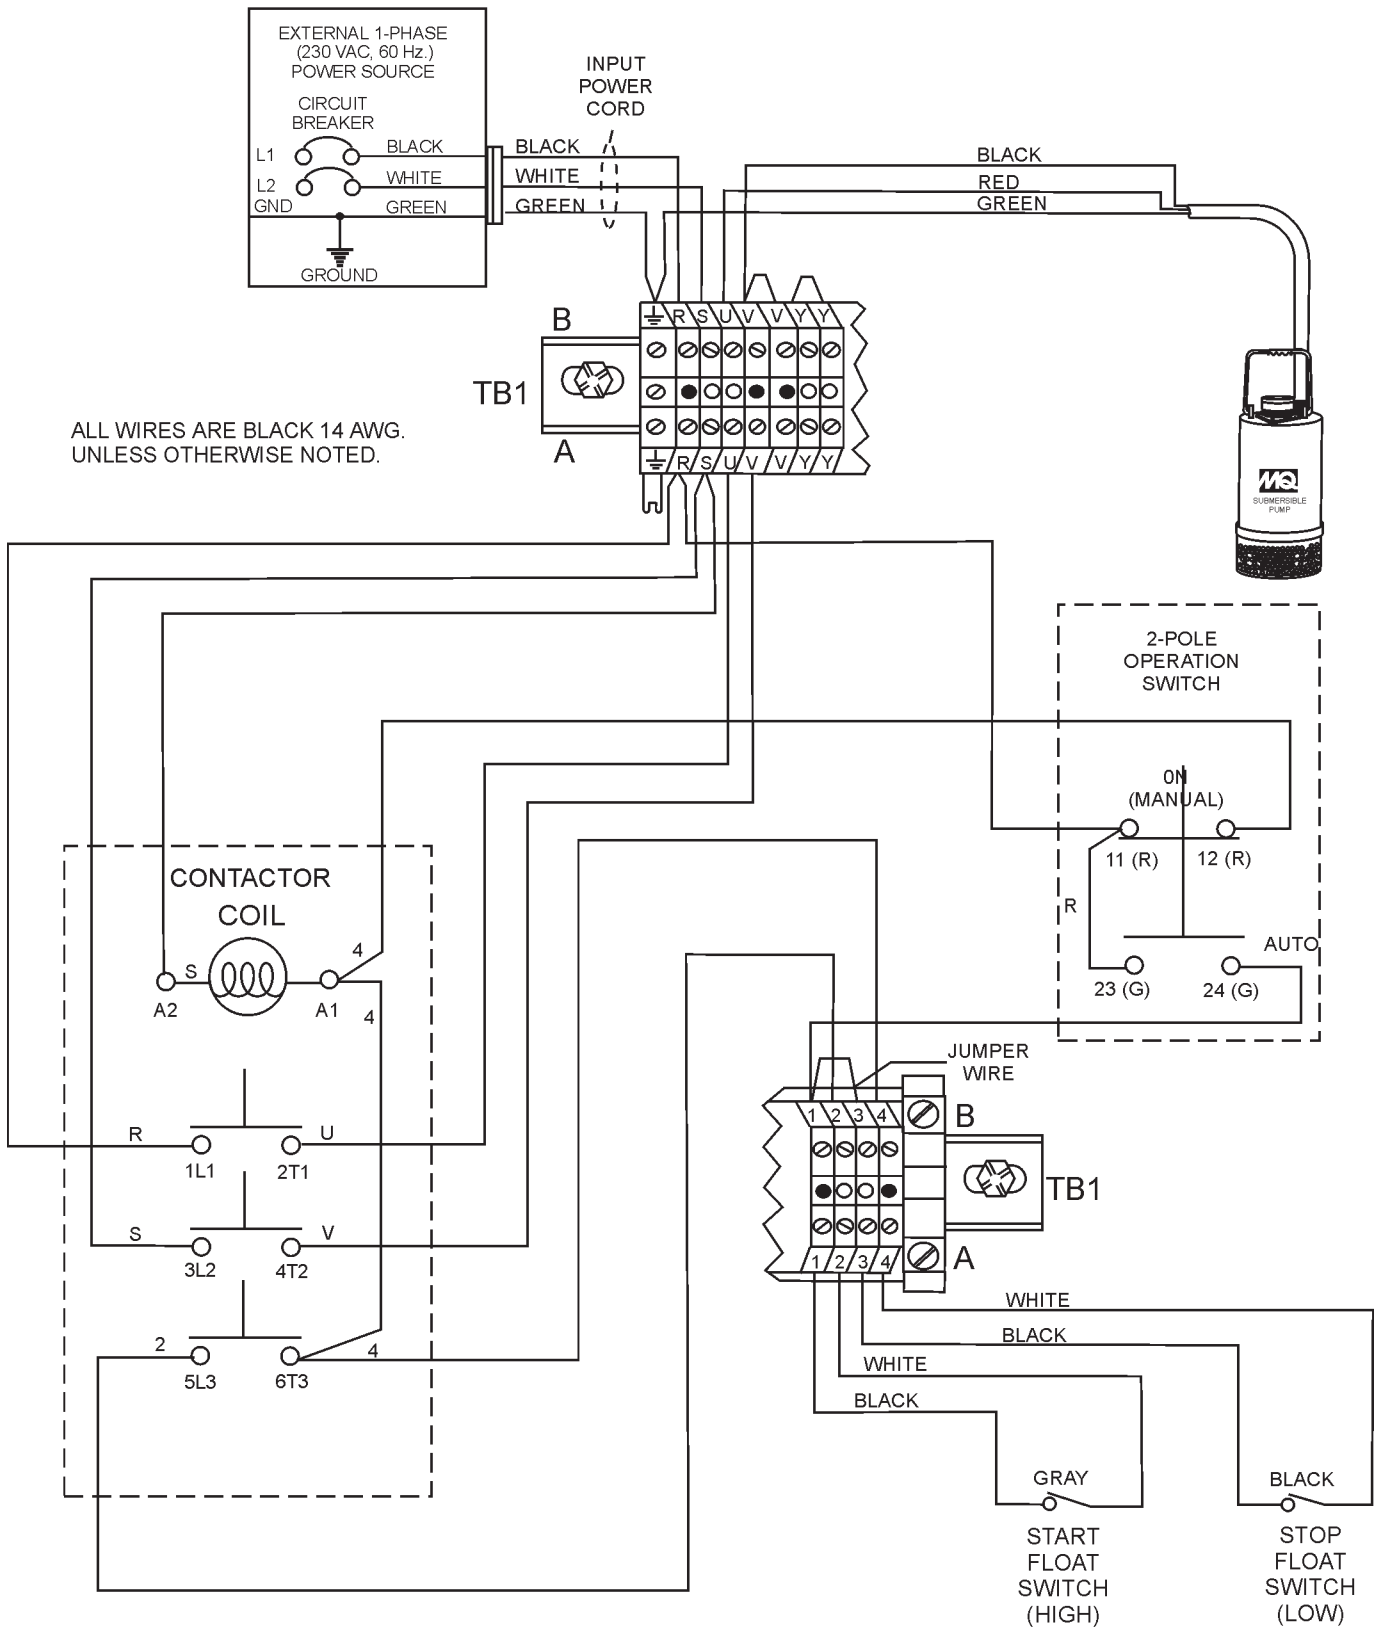 EXTERNAL 1-PHASE
(230 VAC, 60 Hz.)
POWER SOURCE
CIRCUIT
BREAKER
L1
BLACK
L2
WHITE
GND
GREEN
GROUND
INPUT
POWER
CORD
BLACK
WHITE
GREEN
BLACK
RED
GREEN
B
R S U V V Y Y
TB1
A
R S U V V Y Y
ALL WIRES ARE BLACK 14 AWG.
UNLESS OTHERWISE NOTED.
MQ
SUBMERSIBLE
PUMP
2-POLE
OPERATION
SWITCH
0N
(MANUAL)
11 (R)
12 (R)
R
AUTO
23 (G)
24 (G)
CONTACTOR
COIL
4
S
A2
A1
4
R
U
1L1
2T1
S
V
3L2
4T2
2
4
5L3
6T3
JUMPER
WIRE
1 2 3 4
B
TB1
1 2 3 4
A
WHITE
BLACK
WHITE
BLACK
GRAY
START
FLOAT
SWITCH
(HIGH)
BLACK
STOP
FLOAT
SWITCH
(LOW)